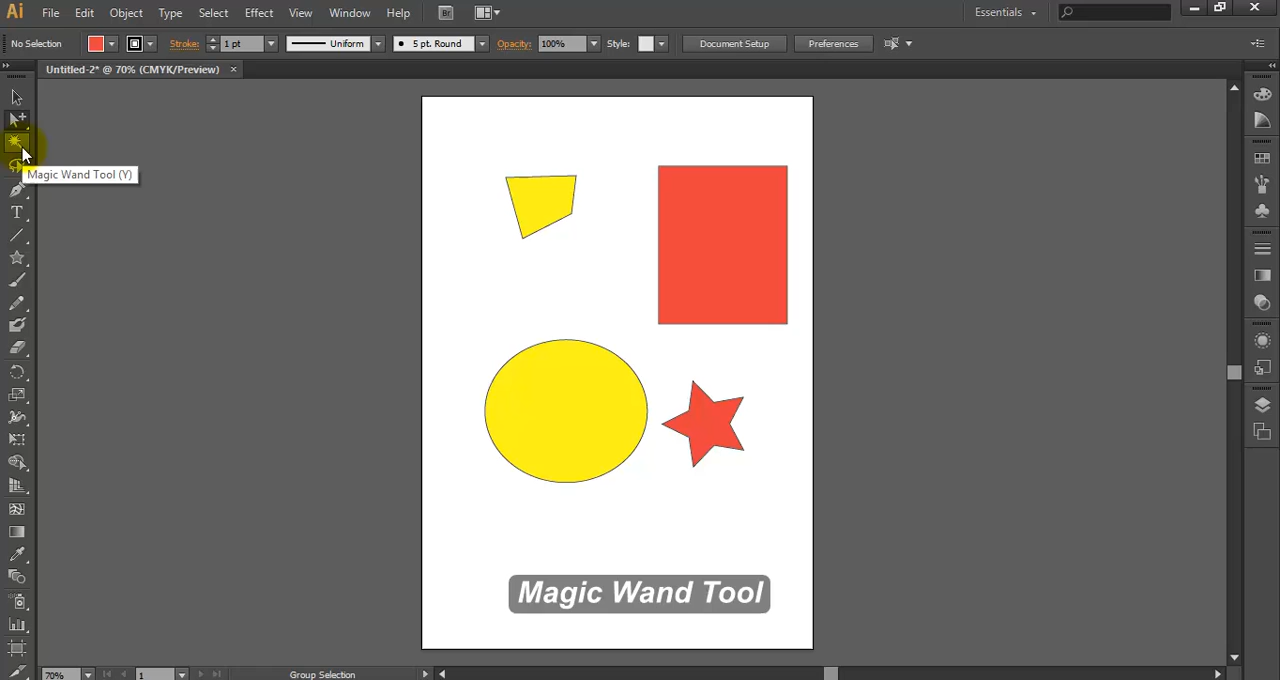 Ai File Edit Object Type Select Effect View Window Help Br Essentials
No Selection Stroke: 1 pt Uniform 5 pt. Round Opacity: 100% Style: Document Setup Preferences
Untitled-2* @ 70% (CMYK/Preview) ×
Magic Wand Tool (Y)
T
Magic Wand Tool
70% 1 Group Selection